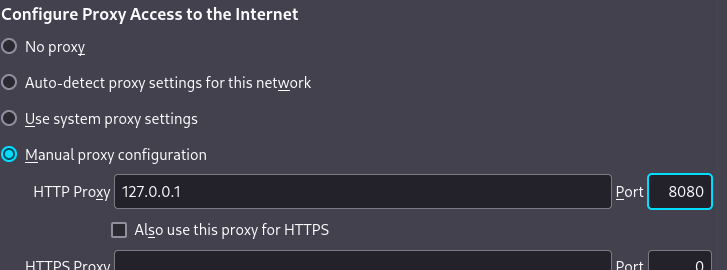 Configure Proxy Access to the Internet
No proxy
Auto-detect proxy settings for this network
Use system proxy settings
Manual proxy configuration
HTTP Proxy 127.0.0.1 Port 8080
Also use this proxy for HTTPS
HTTPS Proxy Port 0